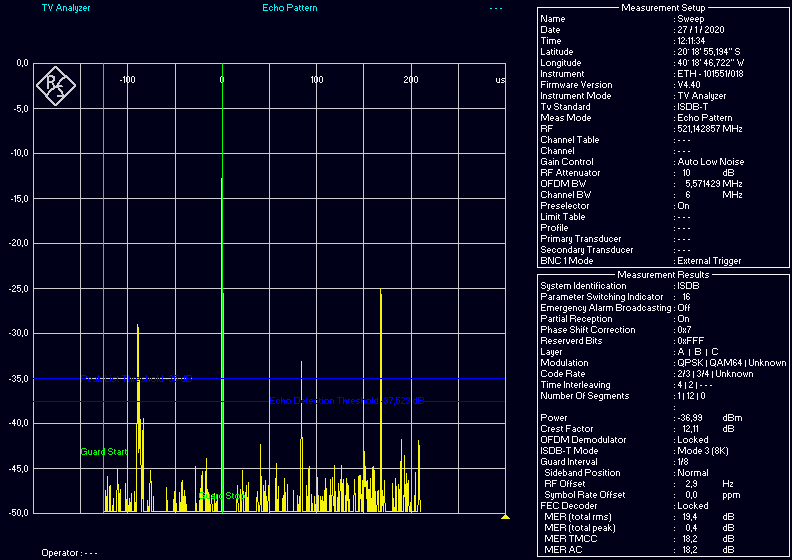 TV Analyzer Echo Pattern ---
0,0
-100 0 100 200 us
-5,0
-10,0
-15,0
-20,0
-25,0
-30,0
-35,0
Echo Detection Threshold
-40,0
Guard Start
-45,0
Guard Stop
-50,0
Operator : ---
Measurement Setup
Name : Sweep
Date : 27 / 1 / 2020
Time : 12:11:34
Latitude : 20° 18' 55,194'' S
Longitude : 40° 18' 46,722'' W
Instrument : ETH - 101551/018
Firmware Version : V4.40
Instrument Mode : TV Analyzer
Tv Standard : ISDB-T
Meas Mode : Echo Pattern
RF : 521,142857 MHz
Channel Table : ---
Channel : ---
Gain Control : Auto Low Noise
RF Attenuator : 10 dB
OFDM BW : 5,571429 MHz
Channel BW : 6 MHz
Preselector : On
Limit Table : ---
Profile : ---
Primary Transducer : ---
Secondary Transducer : ---
BNC 1 Mode : External Trigger
Measurement Results
System Identification : ISDB
Parameter Switching Indicator : 16
Emergency Alarm Broadcasting : Off
Partial Reception : On
Phase Shift Correction : 0x7
Reserverd Bits : 0xFFF
Layer : A | B | C
Modulation : QPSK | QAM64 | Unknown
Code Rate : 2/3 | 3/4 | Unknown
Time Interleaving : 4 | 2 | ---
Number Of Segments : 1 | 12 | 0
:
Power : -36,99 dBm
Crest Factor : 12,11 dB
OFDM Demodulator : Locked
ISDB-T Mode : Mode 3 (8K)
Guard Interval : 1/8
Sideband Position : Normal
RF Offset : 2,9 Hz
Symbol Rate Offset : 0,0 ppm
FEC Decoder : Locked
MER (total rms) : 19,4 dB
MER (total peak) : 0,4 dB
MER TMCC : 18,2 dB
MER AC : 18,2 dB